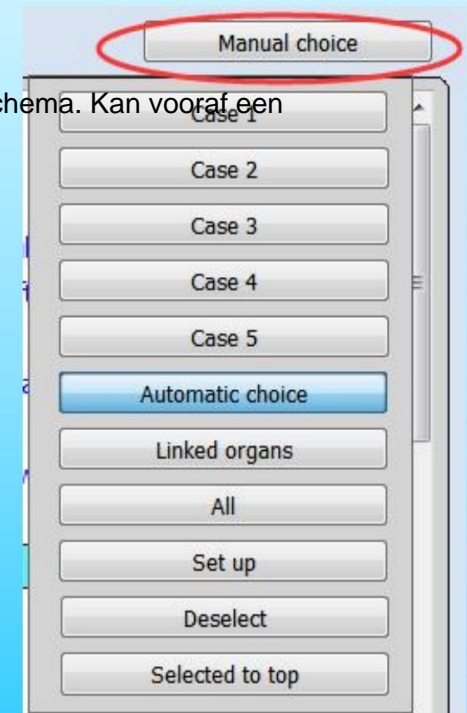 Manual choice
chema. Kan vooraf een
Case 1
Case 2
Case 3
Case 4
Case 5
Automatic choice
Linked organs
All
Set up
Deselect
Selected to top